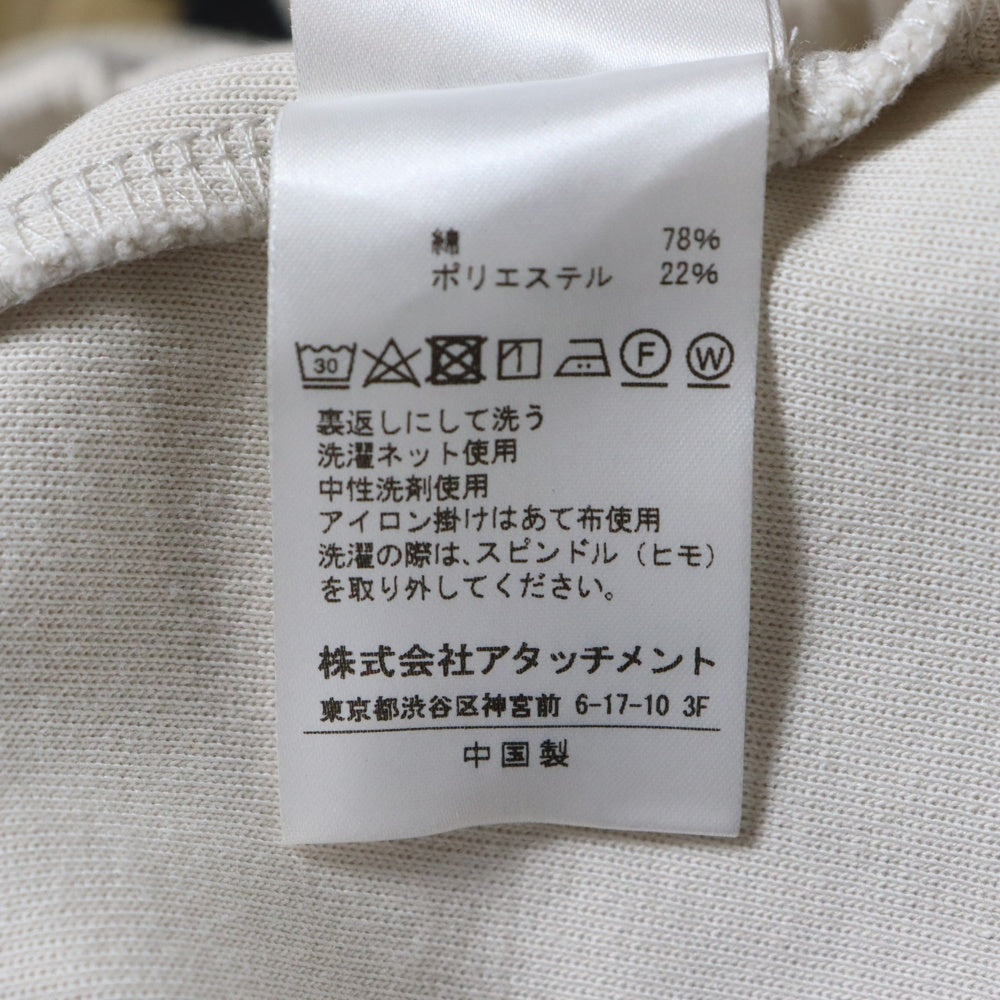 綿 78%
ポリエステル 22%
30 F W
裏返しにして洗う
洗濯ネット使用
中性洗剤使用
アイロン掛けはあて布使用
洗濯の際は、スピンドル（ヒモ）
を取り外してください。
株式会社アタッチメント
東京都渋谷区神宮前 6-17-10 3F
中国製